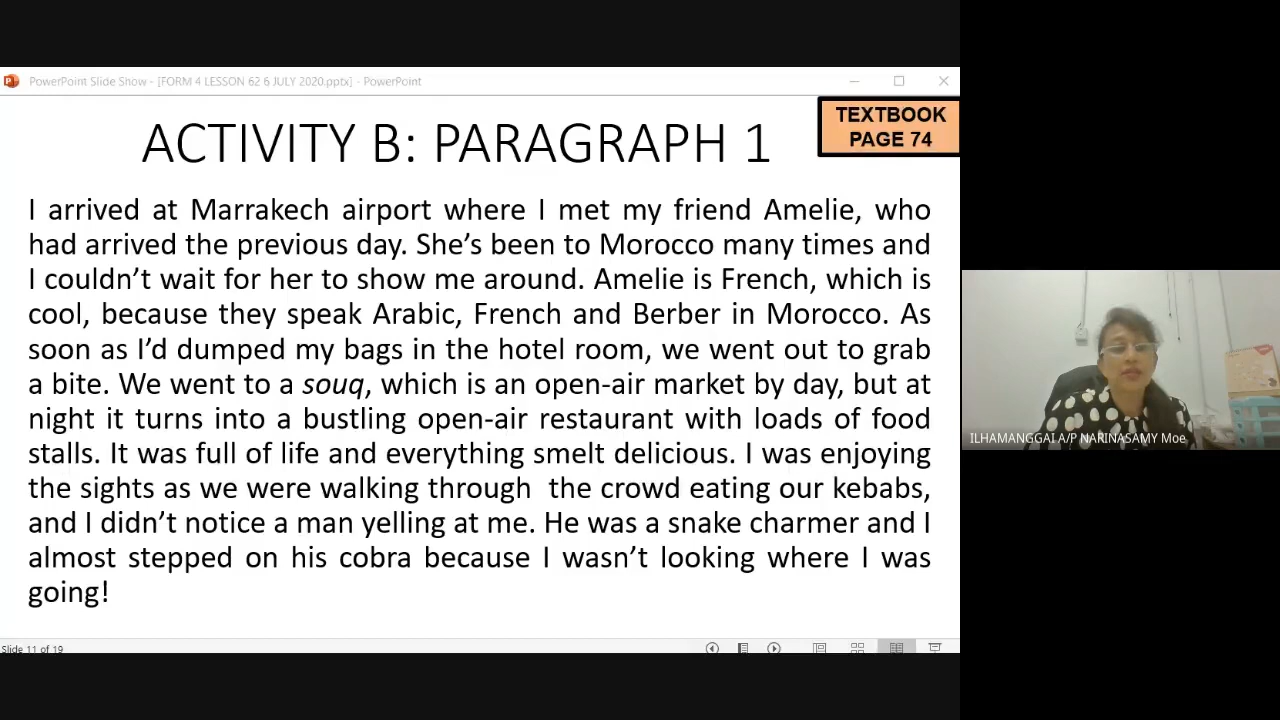 PowerPoint Slide Show - [FORM 4 LESSON 62 6 JULY 2020.pptx] - PowerPoint
TEXTBOOK
PAGE 74
ACTIVITY B: PARAGRAPH 1
I arrived at Marrakech airport where I met my friend Amelie, who
had arrived the previous day. She’s been to Morocco many times and
I couldn’t wait for her to show me around. Amelie is French, which is
cool, because they speak Arabic, French and Berber in Morocco. As
soon as I’d dumped my bags in the hotel room, we went out to grab
a bite. We went to a souq, which is an open-air market by day, but at
night it turns into a bustling open-air restaurant with loads of food
stalls. It was full of life and everything smelt delicious. I was enjoying
the sights as we were walking through the crowd eating our kebabs,
and I didn’t notice a man yelling at me. He was a snake charmer and I
almost stepped on his cobra because I wasn’t looking where I was
going!
ILHAMANGGAI A/P NARINASAMY Moe
Slide 11 of 19